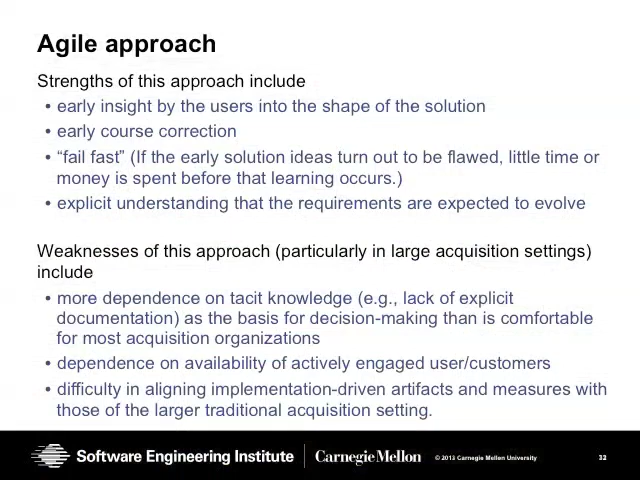 Agile approach
Strengths of this approach include
• early insight by the users into the shape of the solution
• early course correction
• “fail fast” (If the early solution ideas turn out to be flawed, little time or
money is spent before that learning occurs.)
• explicit understanding that the requirements are expected to evolve
Weaknesses of this approach (particularly in large acquisition settings)
include
• more dependence on tacit knowledge (e.g., lack of explicit
documentation) as the basis for decision-making than is comfortable
for most acquisition organizations
• dependence on availability of actively engaged user/customers
• difficulty in aligning implementation-driven artifacts and measures with
those of the larger traditional acquisition setting.
Software Engineering Institute | Carnegie Mellon © 2013 Carnegie Mellon University 32